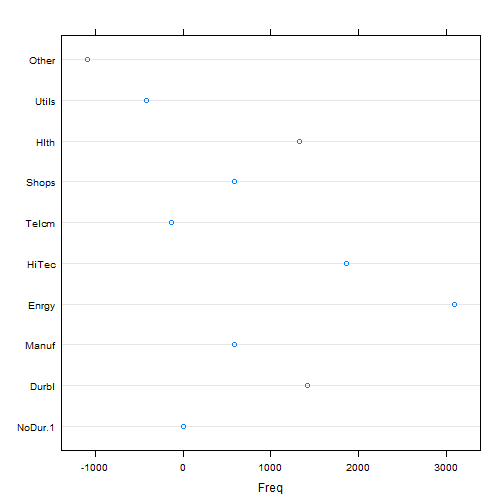 Other
Utils
Hlth
Shops
Telcm
HiTec
Enrgy
Manuf
Durbl
NoDur.1
-1000 0 1000 2000 3000
Freq